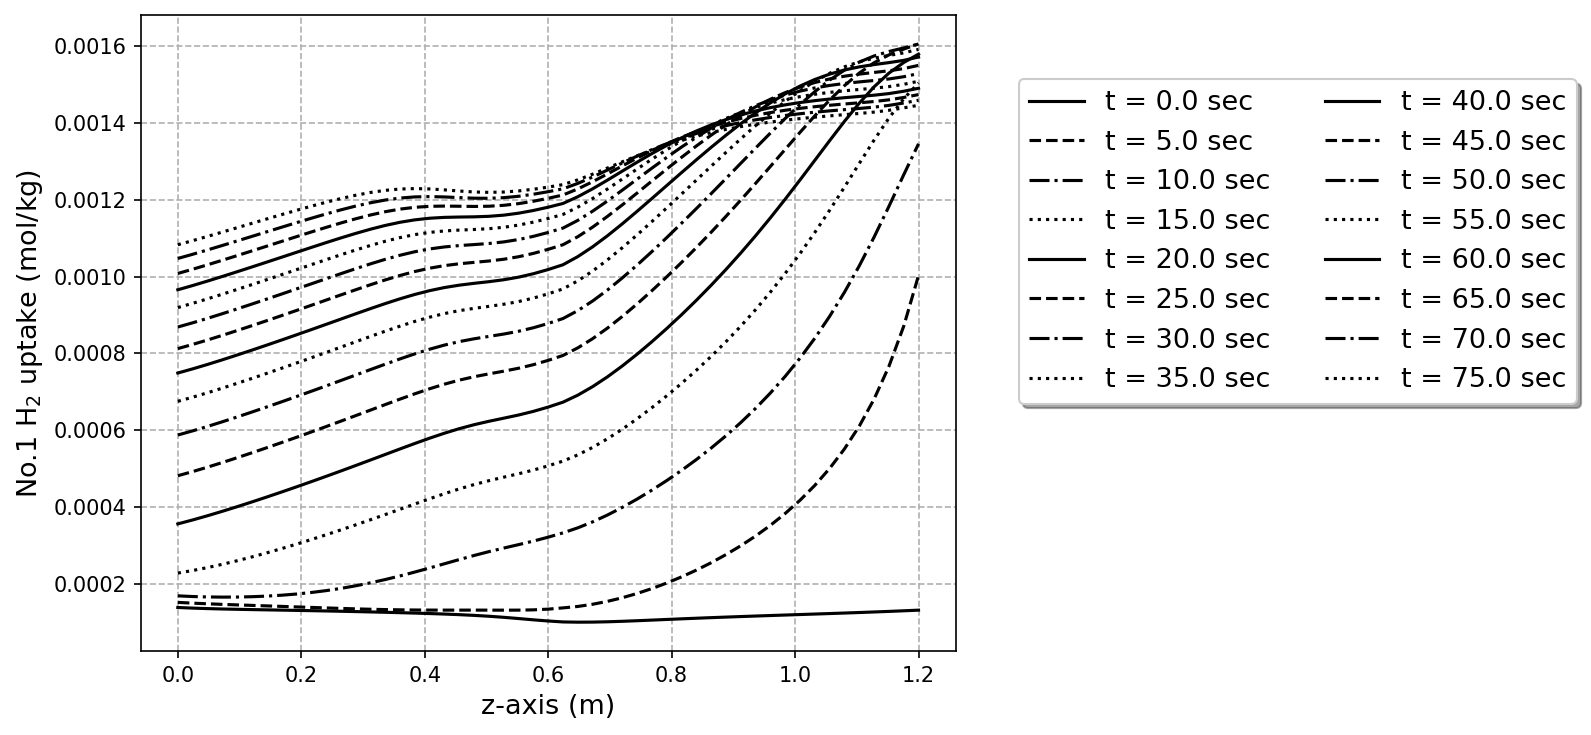 0.0016
0.0014
0.0012
0.0010
0.0008
0.0006
0.0004
0.0002
No.1 H₂ uptake (mol/kg)
0.0 0.2 0.4 0.6 0.8 1.0 1.2
z-axis (m)
t = 0.0 sec
t = 5.0 sec
t = 10.0 sec
t = 15.0 sec
t = 20.0 sec
t = 25.0 sec
t = 30.0 sec
t = 35.0 sec
t = 40.0 sec
t = 45.0 sec
t = 50.0 sec
t = 55.0 sec
t = 60.0 sec
t = 65.0 sec
t = 70.0 sec
t = 75.0 sec